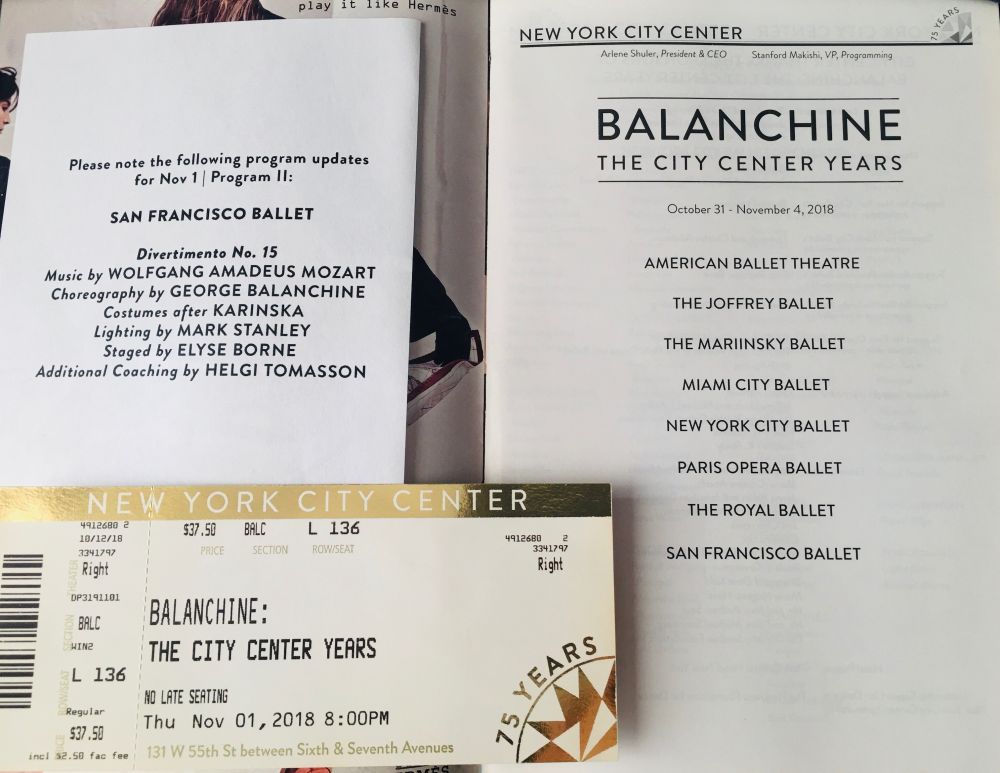 play it like Hermès
Please note the following program updates
for Nov 1 | Program II:
SAN FRANCISCO BALLET
Divertimento No. 15
Music by WOLFGANG AMADEUS MOZART
Choreography by GEORGE BALANCHINE
Costumes after KARINSKA
Lighting by MARK STANLEY
Staged by ELYSE BORNE
Additional Coaching by HELGI TOMASSON
NEW YORK CITY CENTER
75 YEARS
Arlene Shuler, President & CEO Stanford Makishi, VP, Programming
BALANCHINE
THE CITY CENTER YEARS
October 31 - November 4, 2018
AMERICAN BALLET THEATRE
THE JOFFREY BALLET
THE MARIINSKY BALLET
MIAMI CITY BALLET
NEW YORK CITY BALLET
PARIS OPERA BALLET
THE ROYAL BALLET
SAN FRANCISCO BALLET
NEW YORK CITY CENTER
4912680 2
10/12/18
3341797
Right
DP3191101
BALC
WIN2
L 136
Regular
$37.50
incl $2.50 fac fee
THEATER
SECTION
ROW/SEAT
PRICE
$37.50 BALC L 136
PRICE SECTION ROW/SEAT
4912680 2
3341797
Right
BALANCHINE:
THE CITY CENTER YEARS
NO LATE SEATING
Thu Nov 01,2018 8:00PM
131 W 55th St between Sixth & Seventh Avenues
75 YEARS
HERMÈS